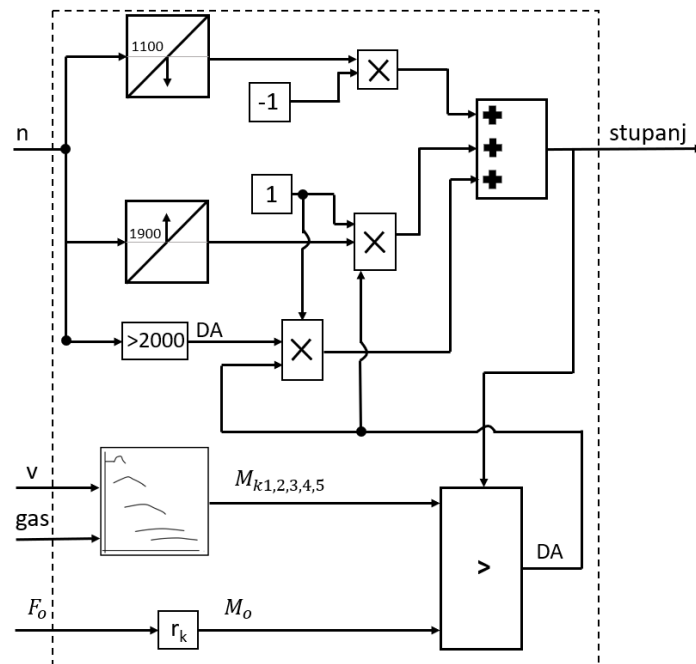 1100
-1
n
stupanj
1
1900
>2000
DA
v
M_{k1,2,3,4,5}
gas
DA
>
F_o
r_k
M_o